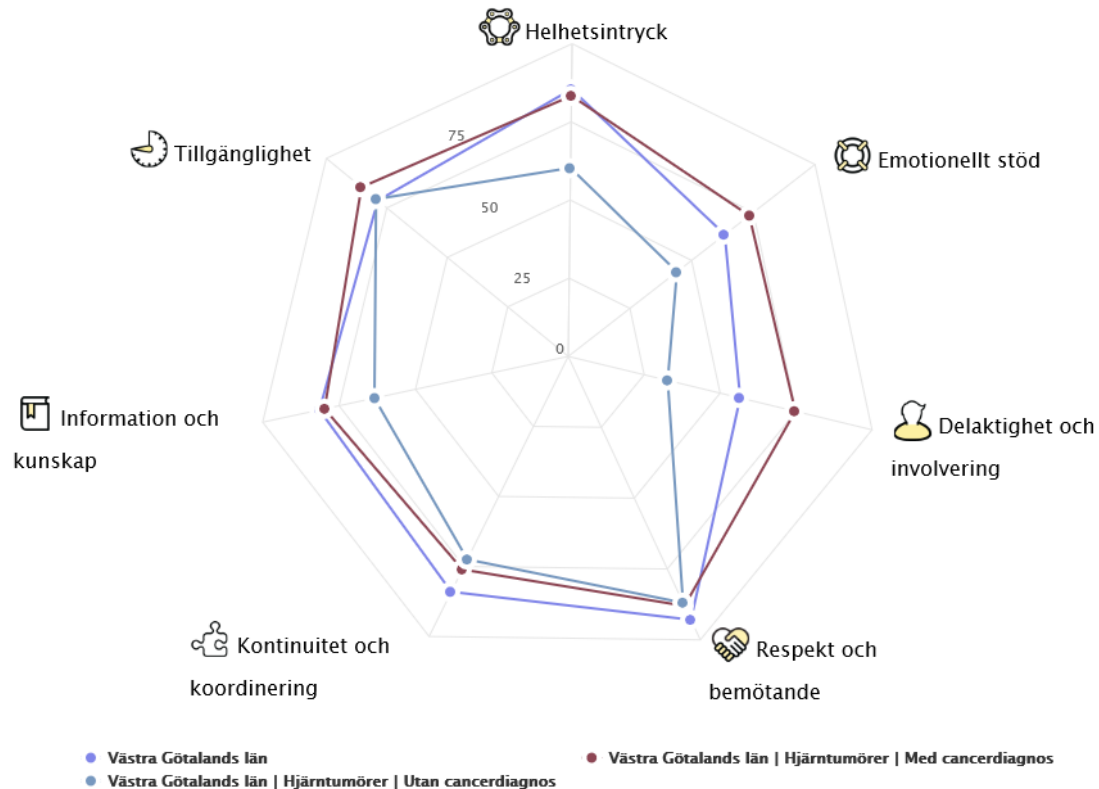 Helhetsintryck
Emotionellt stöd
Delaktighet och
involvering
Respekt och
bemötande
Kontinuitet och
koordinering
Information och
kunskap
Tillgänglighet
75
50
25
0
Västra Götalands län
Västra Götalands län | Hjärntumörer | Med cancerdiagnos
Västra Götalands län | Hjärntumörer | Utan cancerdiagnos